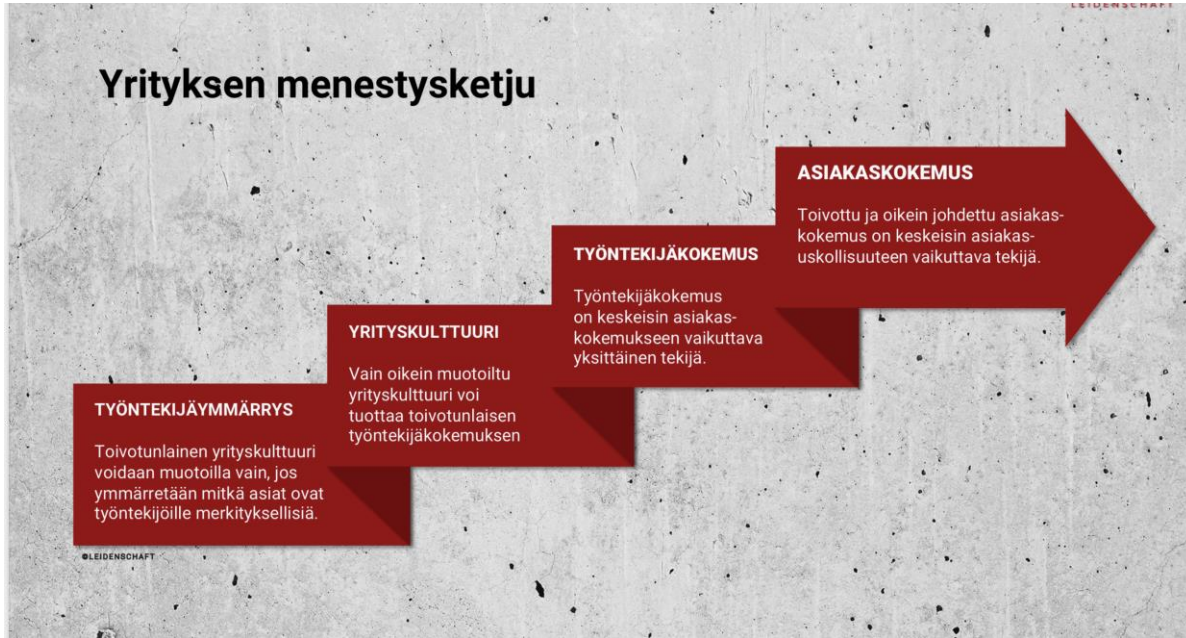 LEIDENSCHAFT
Yrityksen menestysketju
ASIAKASKOKEMUS
Toivottu ja oikein johdettu asiakas-
kokemus on keskeisin asiakas-
uskollisuuteen vaikuttava tekijä.
TYÖNTEKIJÄKOKEMUS
Työntekijäkokemus
on keskeisin asiakas-
kokemukseen vaikuttava
yksittäinen tekijä.
YRITYSKULTTUURI
Vain oikein muotoiltu
yrityskulttuuri voi
tuottaa toivotunlaisen
työntekijäkokemuksen
TYÖNTEKIJÄYMMÄRRYS
Toivotunlainen yrityskulttuuri
voidaan muotoilla vain, jos
ymmärretään mitkä asiat ovat
työntekijöille merkityksellisiä.
©LEIDENSCHAFT